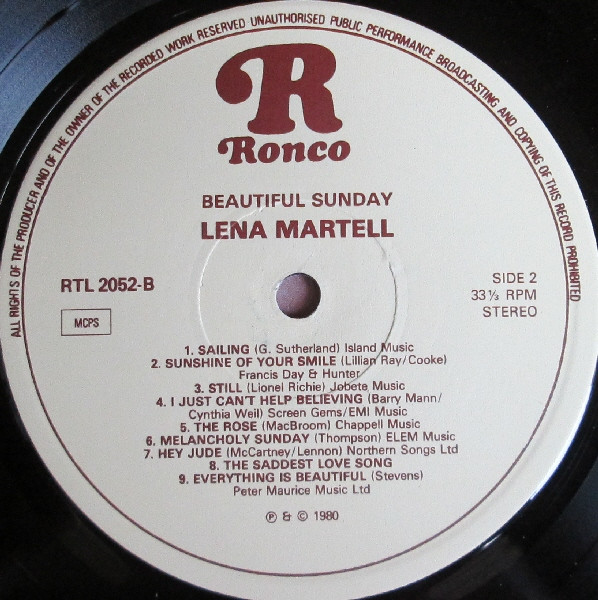 ALL RIGHTS OF THE PRODUCER AND OF THE OWNER OF THE RECORDED WORK RESERVED UNAUTHORISED PUBLIC PERFORMANCE BROADCASTING AND COPYING OF THIS RECORD PROHIBITED
R
Ronco
BEAUTIFUL SUNDAY
LENA MARTELL
RTL 2052-B
MCPS
SIDE 2
33⅓ RPM
STEREO
1. SAILING (G. Sutherland) Island Music
2. SUNSHINE OF YOUR SMILE (Lillian Ray/Cooke)
Francis Day & Hunter
3. STILL (Lionel Richie) Jobete Music
4. I JUST CAN'T HELP BELIEVING (Barry Mann/
Cynthia Weil) Screen Gems/EMI Music
5. THE ROSE (MacBroom) Chappell Music
6. MELANCHOLY SUNDAY (Thompson) ELEM Music
7. HEY JUDE (McCartney/Lennon) Northern Songs Ltd
8. THE SADDEST LOVE SONG
9. EVERYTHING IS BEAUTIFUL (Stevens)
Peter Maurice Music Ltd
℗ & © 1980